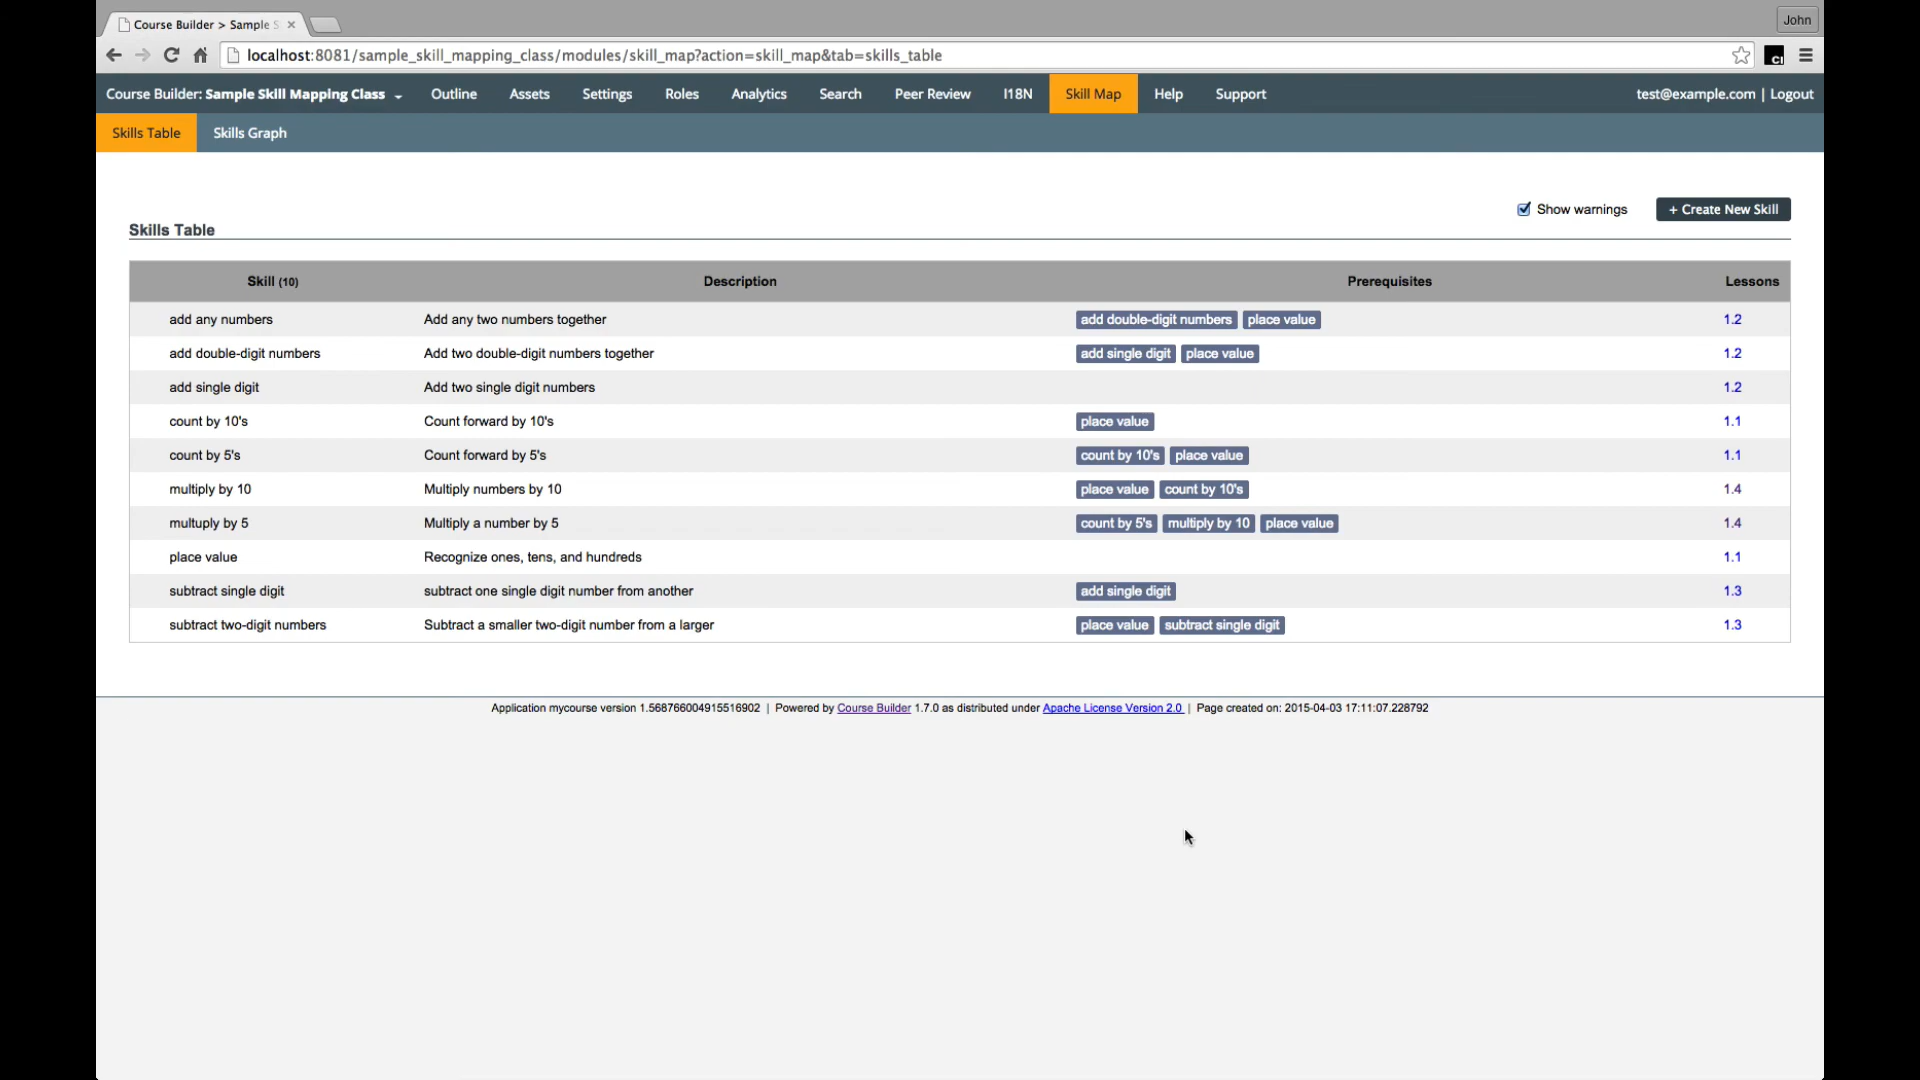 Course Builder > Sample S
John
localhost:8081/sample_skill_mapping_class/modules/skill_map?action=skill_map&tab=skills_table
Course Builder: Sample Skill Mapping Class Outline Assets Settings Roles Analytics Search Peer Review I18N Skill Map Help Support test@example.com | Logout
Skills Table Skills Graph
Show warnings + Create New Skill
Skills Table
Skill (10) Description Prerequisites Lessons
add any numbers Add any two numbers together add double-digit numbers place value 1.2
add double-digit numbers Add two double-digit numbers together add single digit place value 1.2
add single digit Add two single digit numbers 1.2
count by 10's Count forward by 10's place value 1.1
count by 5's Count forward by 5's count by 10's place value 1.1
multiply by 10 Multiply numbers by 10 place value count by 10's 1.4
multuply by 5 Multiply a number by 5 count by 5's multiply by 10 place value 1.4
place value Recognize ones, tens, and hundreds 1.1
subtract single digit subtract one single digit number from another add single digit 1.3
subtract two-digit numbers Subtract a smaller two-digit number from a larger place value subtract single digit 1.3
Application mycourse version 1.568766004915516902 | Powered by Course Builder 1.7.0 as distributed under Apache License Version 2.0 | Page created on: 2015-04-03 17:11:07.228792